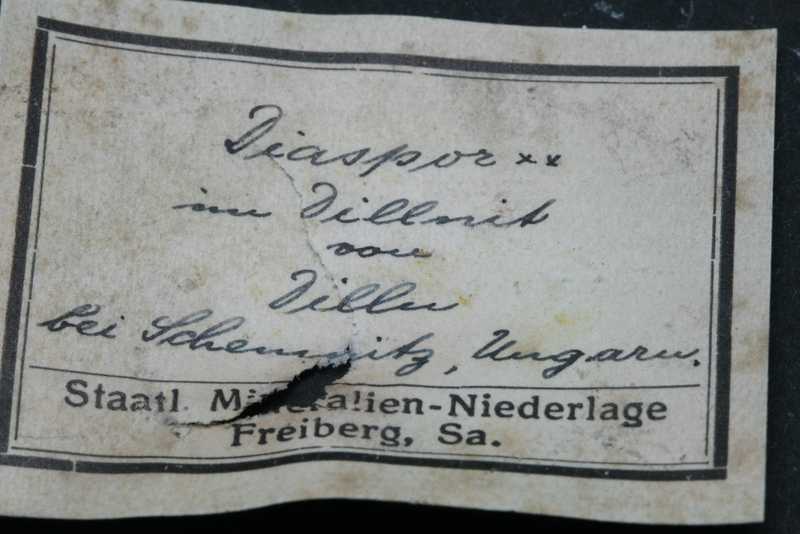 Diaspor xx
im Dillnit
von
Dilln
bei Schemnitz, Ungarn.
Staatl. Mineralien-Niederlage
Freiberg, Sa.